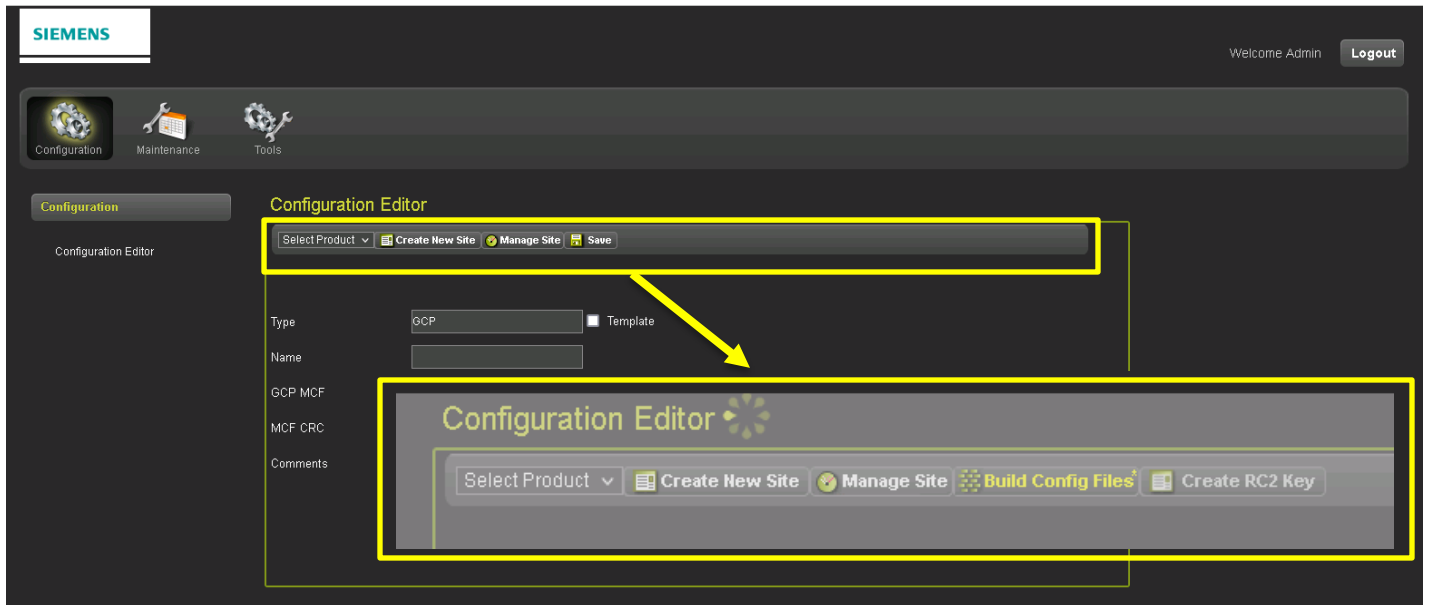 SIEMENS
Welcome Admin
Logout
Configuration
Maintenance
Tools
Configuration
Configuration Editor
Configuration Editor
Select Product Create New Site Manage Site Save
Type GCP Template
Name
GCP MCF
MCF CRC
Comments
Configuration Editor
Select Product Create New Site Manage Site Build Config Files* Create RC2 Key